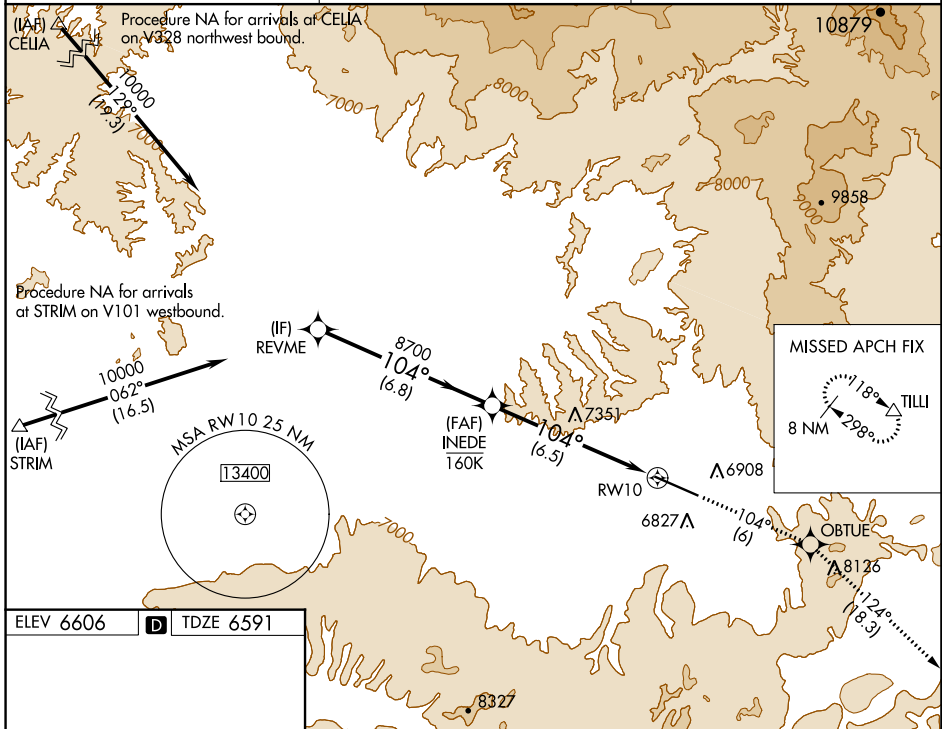 (IAF)
CELIA
Procedure NA for arrivals at CELIA
on V328 northwest bound.
10879
10000
129°
(19.3)
7000
7000
8000
8000
9000
9858
Procedure NA for arrivals
at STRIM on V101 westbound.
(IF)
REVME
8700
104°
(6.8)
10000
062°
(16.5)
(IAF)
STRIM
(FAF)
INEDE
160K
7351
104°
(6.5)
RW10
6908
6827
104°
(6)
OBTUE
8126
124°
(18.3)
MISSED APCH FIX
118°
TILLI
8 NM
298°
MSA RW10 25 NM
13400
7000
8327
ELEV 6606
D
TDZE 6591